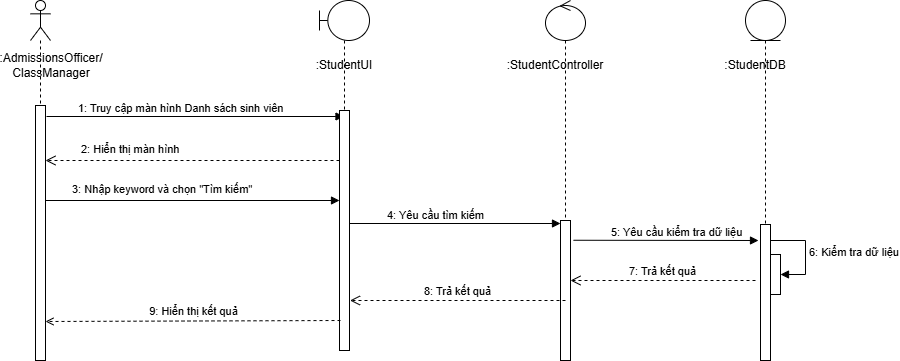 :AdmissionsOfficer/
ClassManager
:StudentUI
:StudentController
:StudentDB
1: Truy cập màn hình Danh sách sinh viên
2: Hiển thị màn hình
3: Nhập keyword và chọn "Tìm kiếm"
4: Yêu cầu tìm kiếm
5: Yêu cầu kiểm tra dữ liệu
6: Kiểm tra dữ liệu
7: Trả kết quả
8: Trả kết quả
9: Hiển thị kết quả